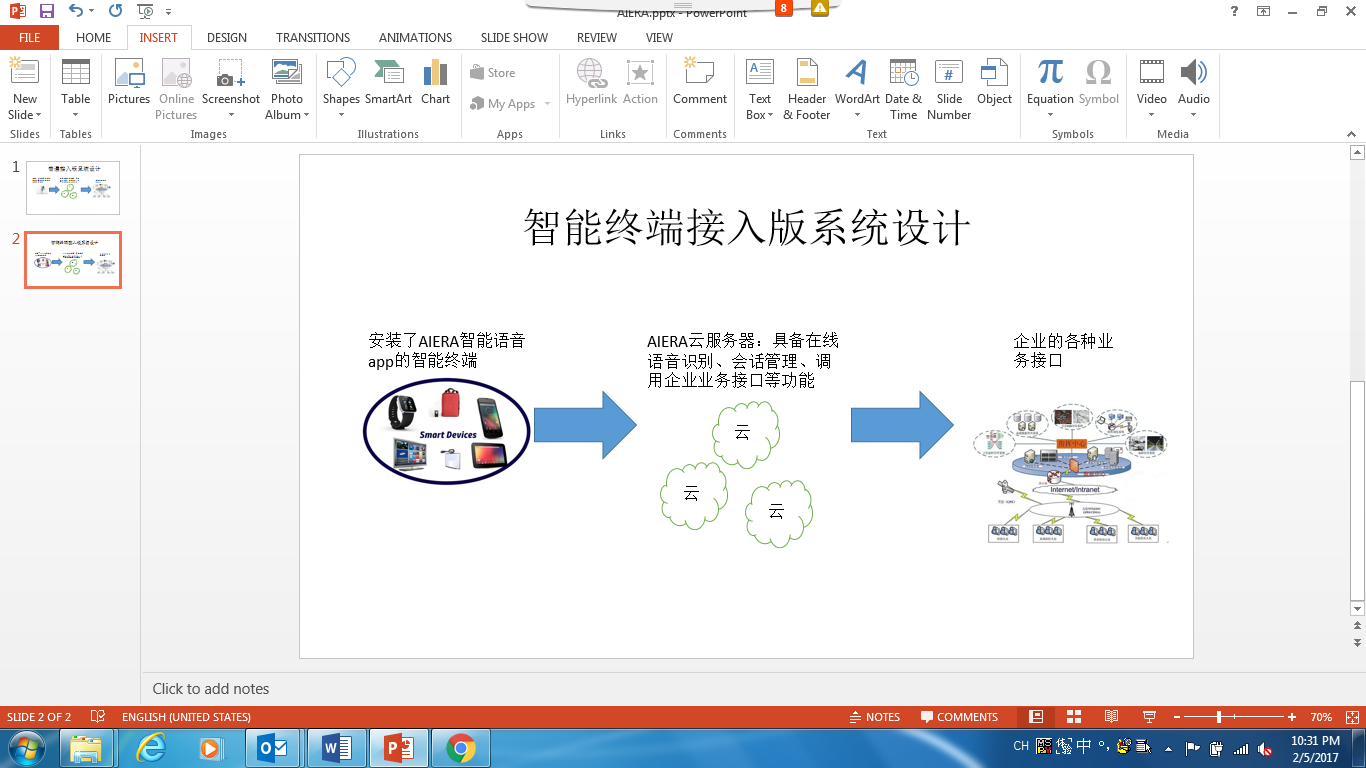 AIERA.pptx - PowerPoint
8
?
FILE
HOME
INSERT
DESIGN
TRANSITIONS
ANIMATIONS
SLIDE SHOW
REVIEW
VIEW
New
Slide
Table
Pictures
Online
Pictures
Screenshot
Photo
Album
Shapes
SmartArt
Chart
Store
My Apps
Hyperlink
Action
Comment
Text
Box
Header
& Footer
WordArt
Date &
Time
Slide
Number
Object
Equation
Symbol
Video
Audio
Slides
Tables
Images
Illustrations
Apps
Links
Comments
Text
Symbols
Media
1
2
智能终端接入版系统设计
安装了AIERA智能语音
app的智能终端
AIERA云服务器：具备在线
语音识别、会话管理、调
用企业业务接口等功能
企业的各种业
务接口
Smart Devices
云
云
云
指挥中心
Internet/Intranet
Click to add notes
SLIDE 2 OF 2
ENGLISH (UNITED STATES)
NOTES
COMMENTS
70%
CH
中
10:31 PM
2/5/2017